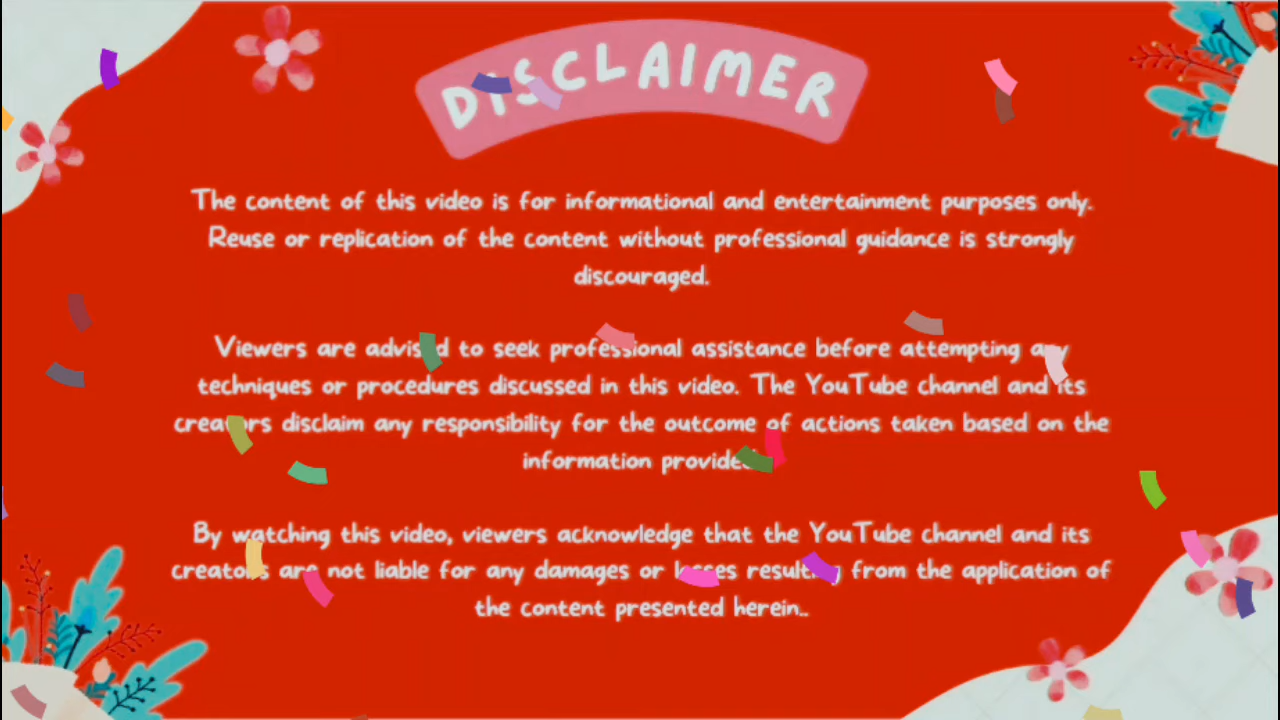 DISCLAIMER
The content of this video is for informational and entertainment purposes only.
Reuse or replication of the content without professional guidance is strongly
discouraged.
Viewers are advised to seek professional assistance before attempting any
techniques or procedures discussed in this video. The YouTube channel and its
creators disclaim any responsibility for the outcome of actions taken based on the
information provided.
By watching this video, viewers acknowledge that the YouTube channel and its
creators are not liable for any damages or losses resulting from the application of
the content presented herein..